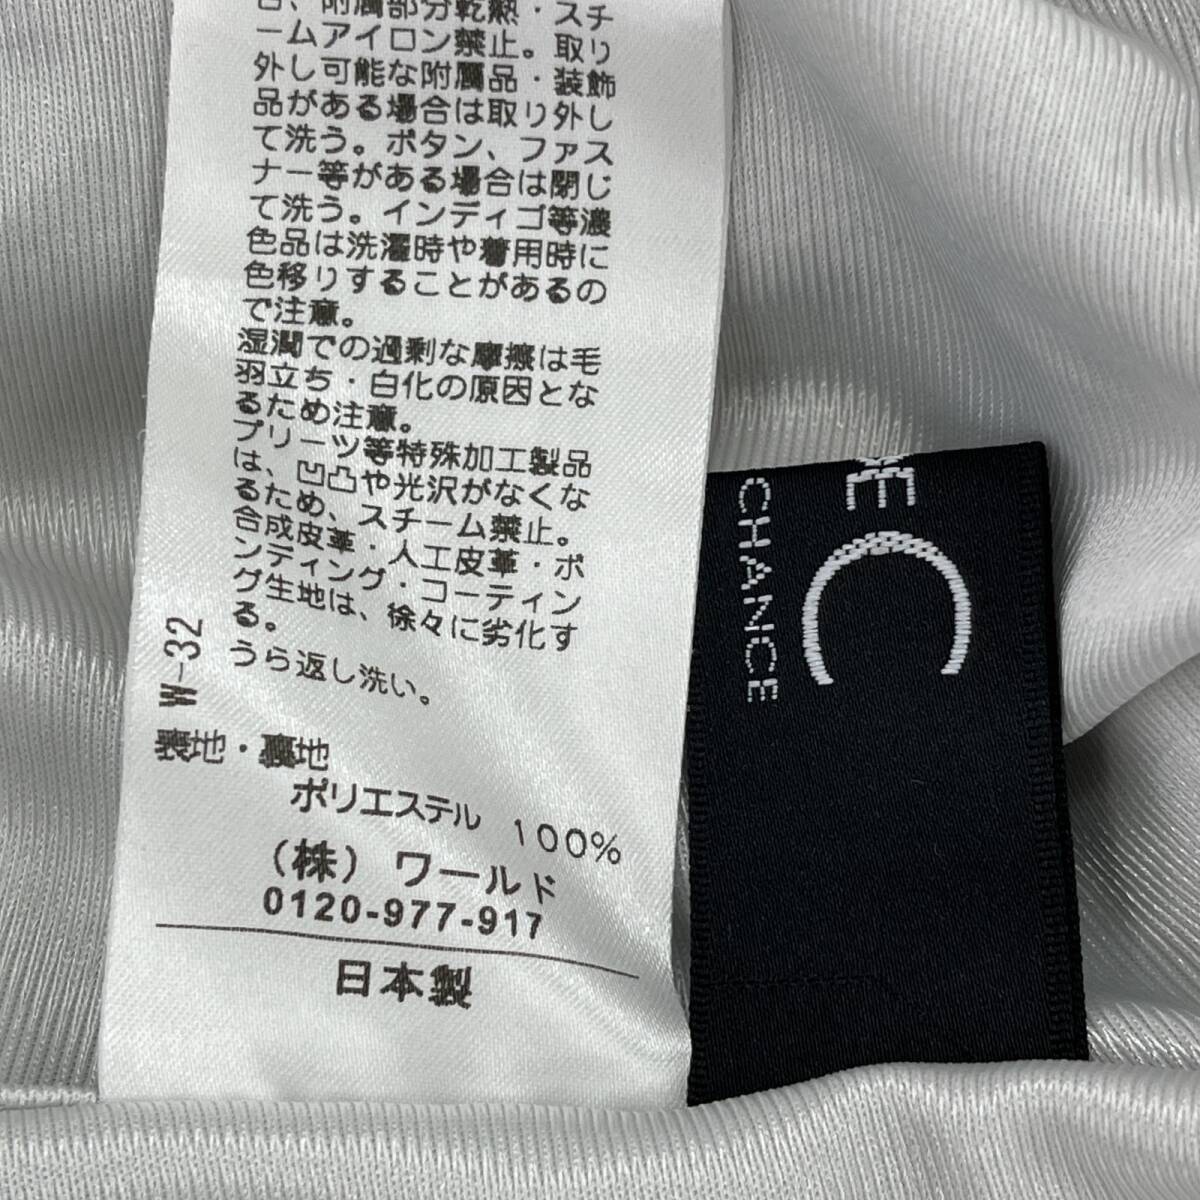 合、附属部分乾熱・スチ
ームアイロン禁止。取り
外し可能な附属品・装飾
品がある場合は取り外し
て洗う。ボタン、ファス
ナー等がある場合は閉じ
て洗う。インディゴ等濃
色品は洗濯時や着用時に
色移りすることがあるの
で注意。
湿潤での過剰な摩擦は毛
羽立ち・白化の原因とな
るため注意。
プリーツ等特殊加工製品
は、凹凸や光沢がなくな
るため、スチーム禁止。
合成皮革・人工皮革・ボ
ンディング・コーティン
グ生地は、徐々に劣化す
る。
うら返し洗い。
W-32
表地・裏地
ポリエステル 100%
(株) ワールド
0120-977-917
日本製
C
CHANCE